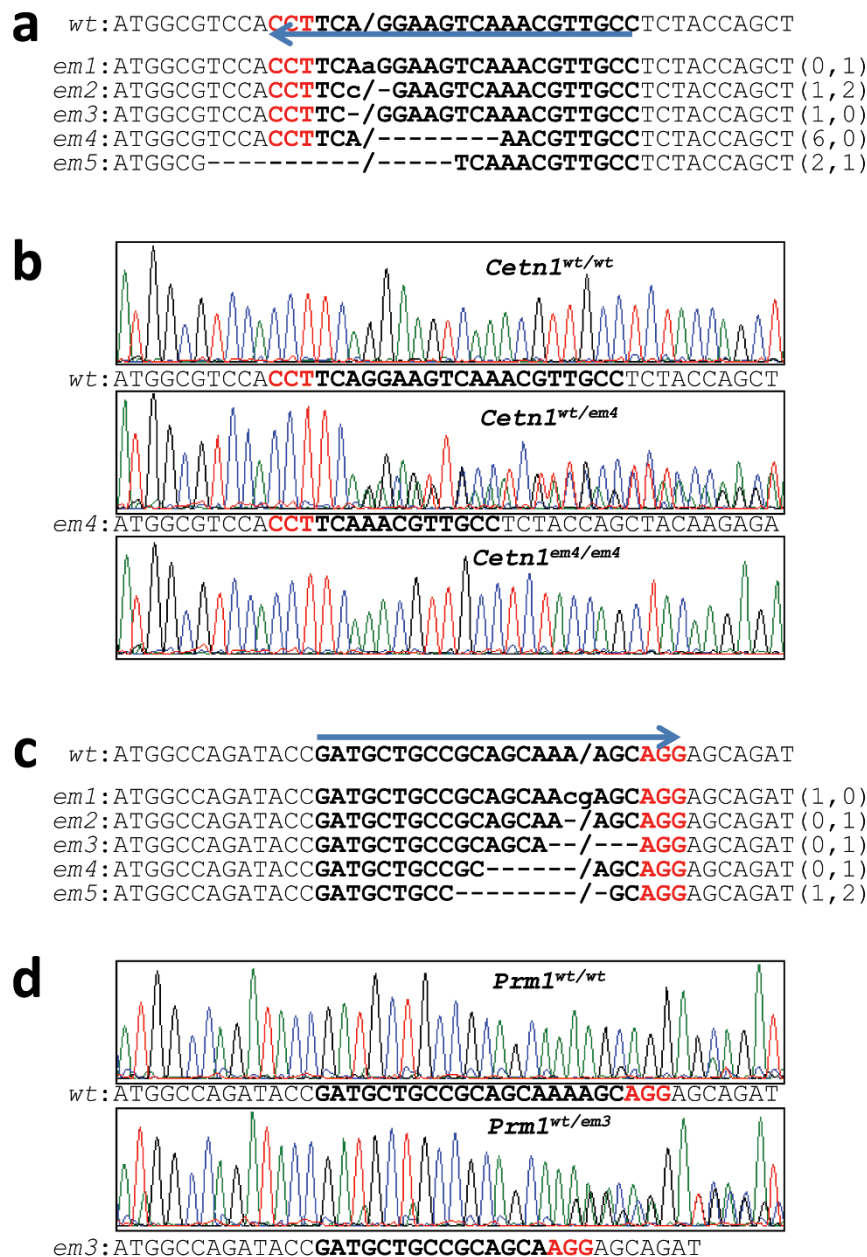 a
wt:ATGGCGTCCACCTTCA/GGAAGTCAAACGTTGCCTCTACCAGCT
em1:ATGGCGTCCACCTTCAaGGAAGTCAAACGTTGCCTCTACCAGCT(0,1)
em2:ATGGCGTCCACCTTCc/-GAAGTCAAACGTTGCCTCTACCAGCT(1,2)
em3:ATGGCGTCCACCTTC-/GGAAGTCAAACGTTGCCTCTACCAGCT(1,0)
em4:ATGGCGTCCACCTTCA/--------AACGTTGCCTCTACCAGCT(6,0)
em5:ATGGCG----------/-----TCAAACGTTGCCTCTACCAGCT(2,1)
b
Cetn1wt/wt
wt:ATGGCGTCCACCTTCAGGAAGTCAAACGTTGCCTCTACCAGCT
Cetn1wt/em4
em4:ATGGCGTCCACCTTCAAACGTTGCCTCTACCAGCTACAAGAGA
Cetn1em4/em4
c
wt:ATGGCCAGATACCGATGCTGCCGCAGCAAA/AGCAGGAGCAGAT
em1:ATGGCCAGATACCGATGCTGCCGCAGCAAcgAGCAGGAGCAGAT(1,0)
em2:ATGGCCAGATACCGATGCTGCCGCAGCAA-/AGCAGGAGCAGAT(0,1)
em3:ATGGCCAGATACCGATGCTGCCGCAGCA--/---AGGAGCAGAT(0,1)
em4:ATGGCCAGATACCGATGCTGCCGC------/AGCAGGAGCAGAT(0,1)
em5:ATGGCCAGATACCGATGCTGCC--------/-GCAGGAGCAGAT(1,2)
d
Prm1wt/wt
wt:ATGGCCAGATACCGATGCTGCCGCAGCAAAAGCAGGAGCAGAT
Prm1wt/em3
em3:ATGGCCAGATACCGATGCTGCCGCAGCAAGGAGCAGAT